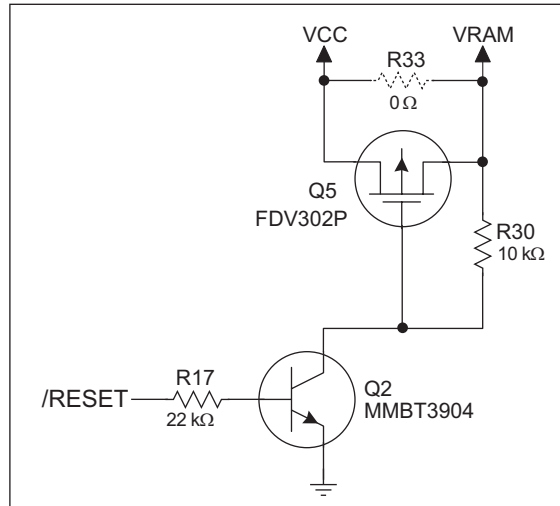 VCC
VRAM
R33
0 Ω
Q5
FDV302P
R30
10 kΩ
R17
/RESET
22 kΩ
Q2
MMBT3904